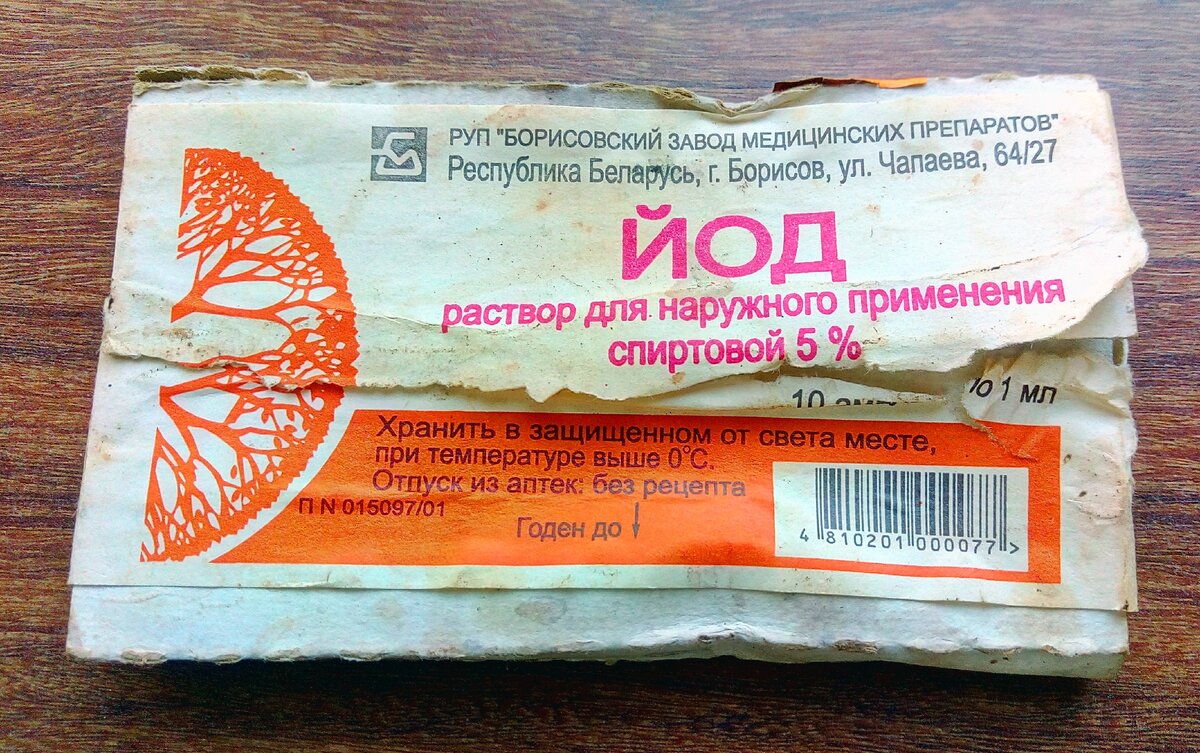 РУП "БОРИСОВСКИЙ ЗАВОД МЕДИЦИНСКИХ ПРЕПАРАТОВ"
Республика Беларусь, г. Борисов, ул. Чапаева, 64/27
ЙОД
раствор для наружного применения
спиртовой 5 %
10 по 1 мл
Хранить в защищенном от света месте,
при температуре выше 0°С.
Отпуск из аптек: без рецепта
П N 015097/01
Годен до ↓
4 810201 000077 >